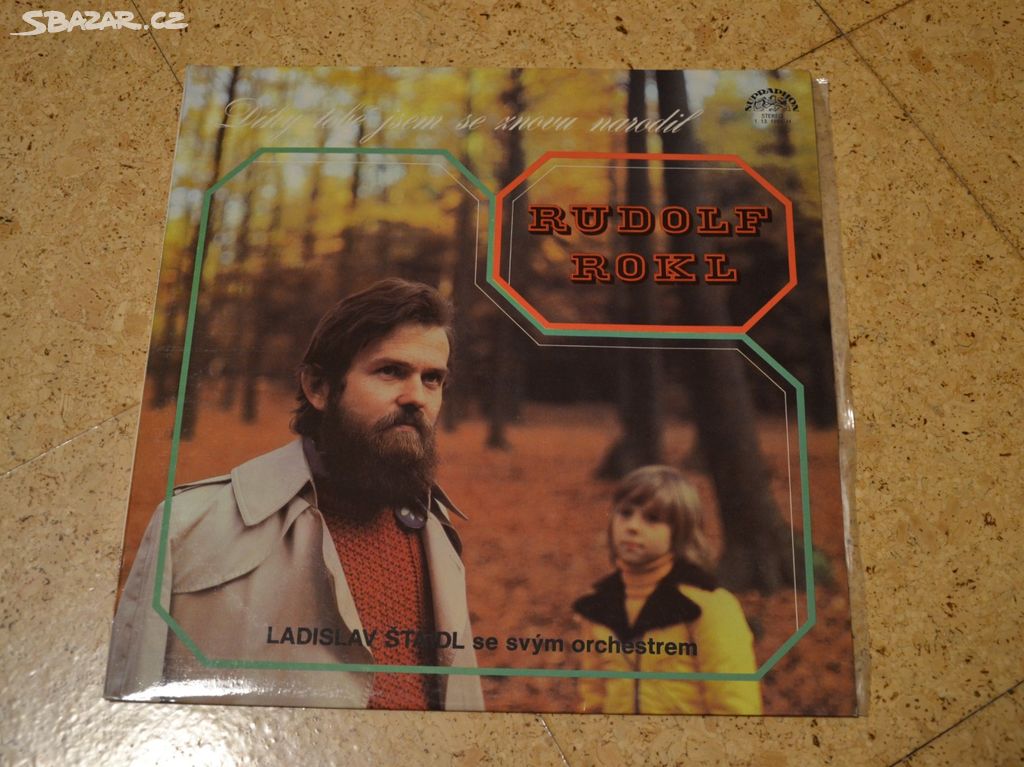 SBAZAR.CZ
Díky tobě jsem se znovu narodil
SUPRAPHON
STEREO
RUDOLF
ROKL
LADISLAV ŠTAIDL se svým orchestrem